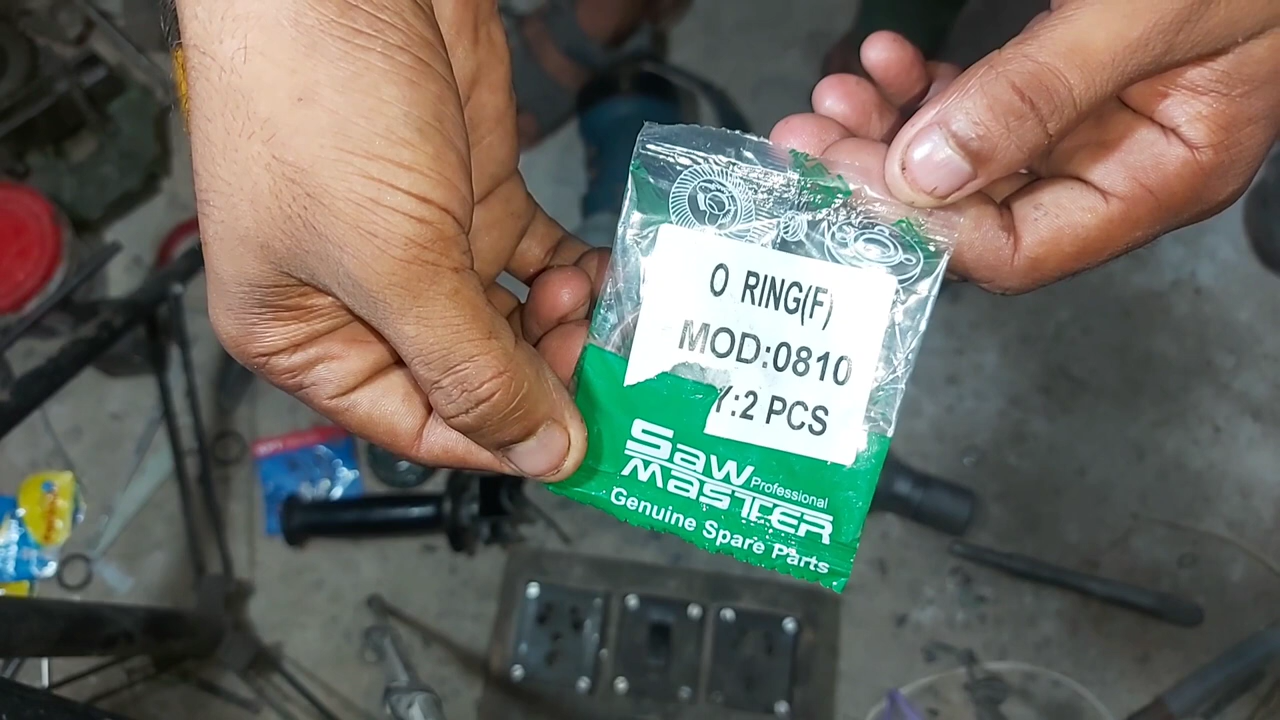 O RING(F)
MOD:0810
Y:2 PCS
Saw
MASTER Professional
Genuine Spare Parts